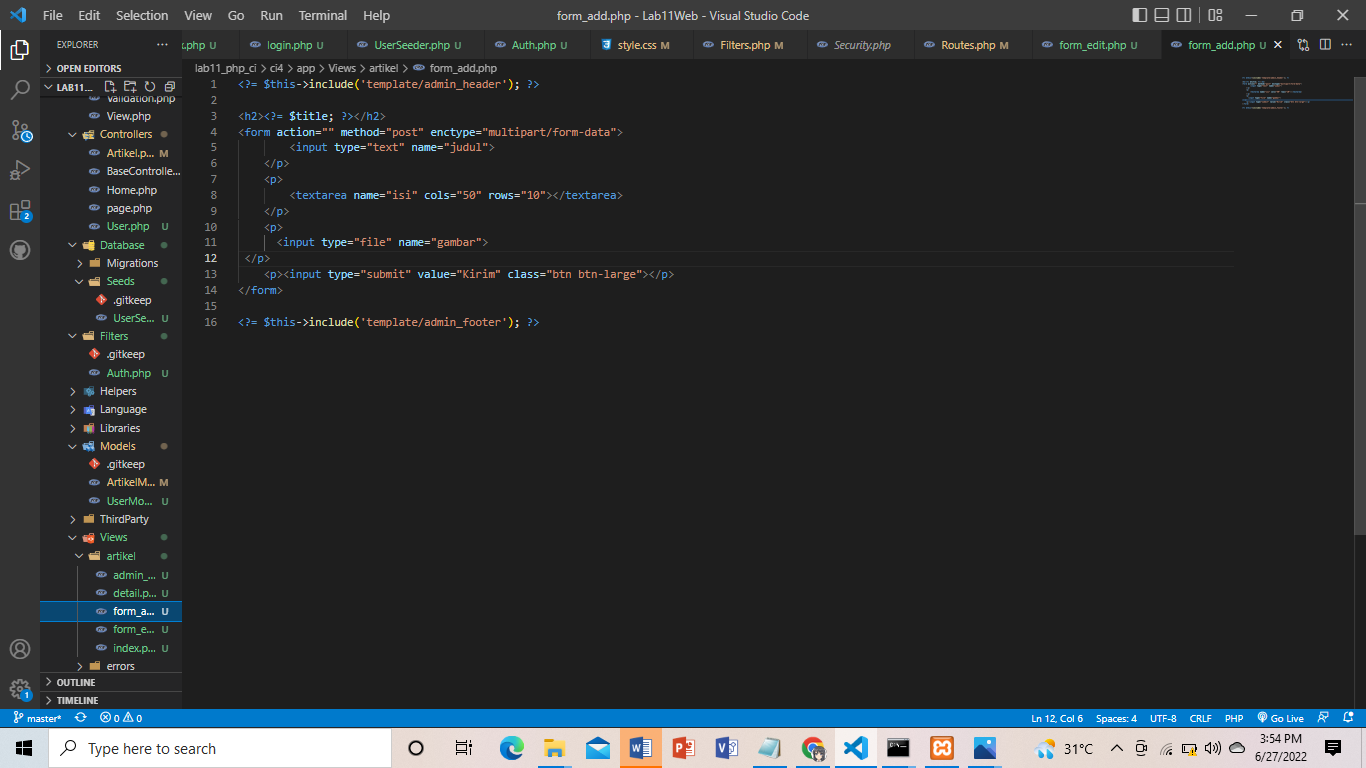 File Edit Selection View Go Run Terminal Help
form_add.php - Lab11Web - Visual Studio Code
EXPLORER
x.php U
login.php U
UserSeeder.php U
Auth.php U
style.css M
Filters.php M
Security.php
Routes.php M
form_edit.php U
form_add.php U
OPEN EDITORS
LAB11...
Validation.php
View.php
Controllers
Artikel.p... M
BaseControlle...
Home.php
page.php
User.php U
Database
Migrations
Seeds
.gitkeep
UserSe... U
Filters
.gitkeep
Auth.php U
Helpers
Language
Libraries
Models
.gitkeep
ArtikelM... M
UserMo... U
ThirdParty
Views
artikel
admin_... U
detail.p... U
form_a... U
form_e... U
index.p... U
errors
OUTLINE
TIMELINE
2
1
lab11_php_ci > ci4 > app > Views > artikel > form_add.php
1 <?= $this->include('template/admin_header'); ?>
2
3 <h2><?= $title; ?></h2>
4 <form action="" method="post" enctype="multipart/form-data">
5 <input type="text" name="judul">
6 </p>
7 <p>
8 <textarea name="isi" cols="50" rows="10"></textarea>
9 </p>
10 <p>
11 <input type="file" name="gambar">
12 </p>
13 <p><input type="submit" value="Kirim" class="btn btn-large"></p>
14 </form>
15
16 <?= $this->include('template/admin_footer'); ?>
master* 0 0
Ln 12, Col 6 Spaces: 4 UTF-8 CRLF PHP Go Live
Type here to search
31°C
3:54 PM
6/27/2022